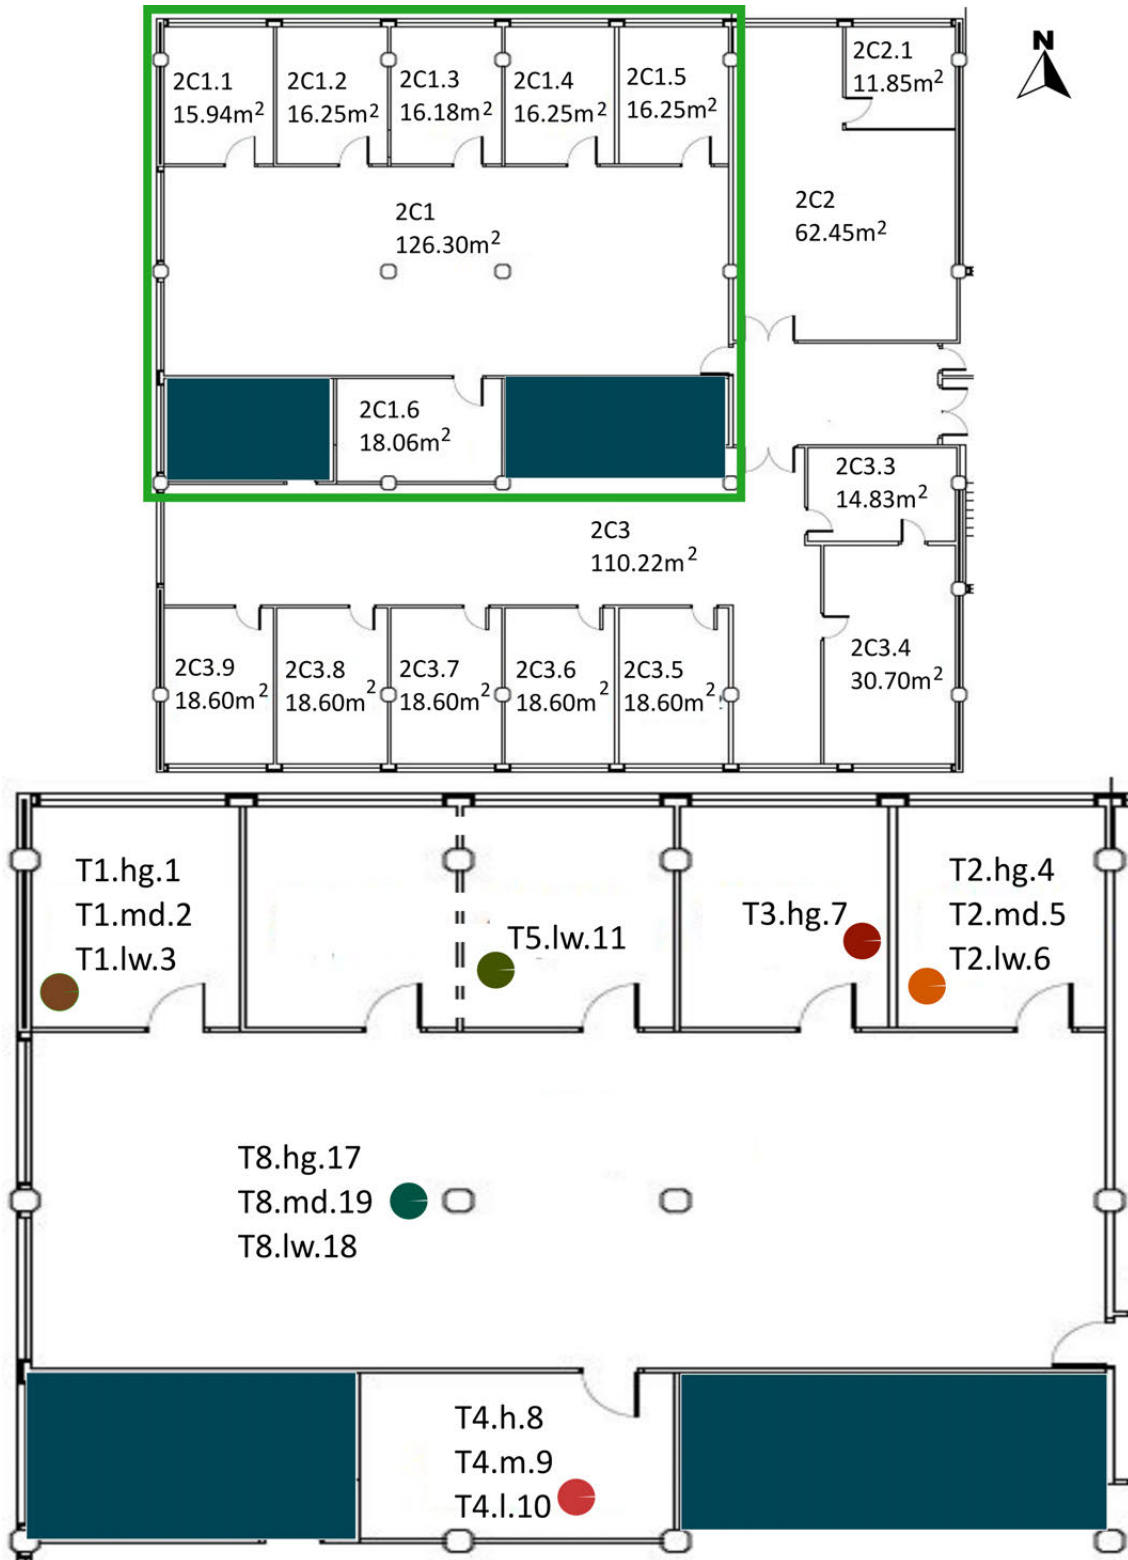 N
2C1.1
15.94m²
2C1.2
16.25m²
2C1.3
16.18m²
2C1.4
16.25m²
2C1.5
16.25m²
2C2.1
11.85m²
2C1
126.30m²
2C2
62.45m²
2C1.6
18.06m²
2C3.3
14.83m²
2C3
110.22m²
2C3.9
18.60m²
2C3.8
18.60m²
2C3.7
18.60m²
2C3.6
18.60m²
2C3.5
18.60m²
2C3.4
30.70m²
T1.hg.1
T1.md.2
T1.lw.3
T5.lw.11
T3.hg.7
T2.hg.4
T2.md.5
T2.lw.6
T8.hg.17
T8.md.19
T8.lw.18
T4.h.8
T4.m.9
T4.l.10